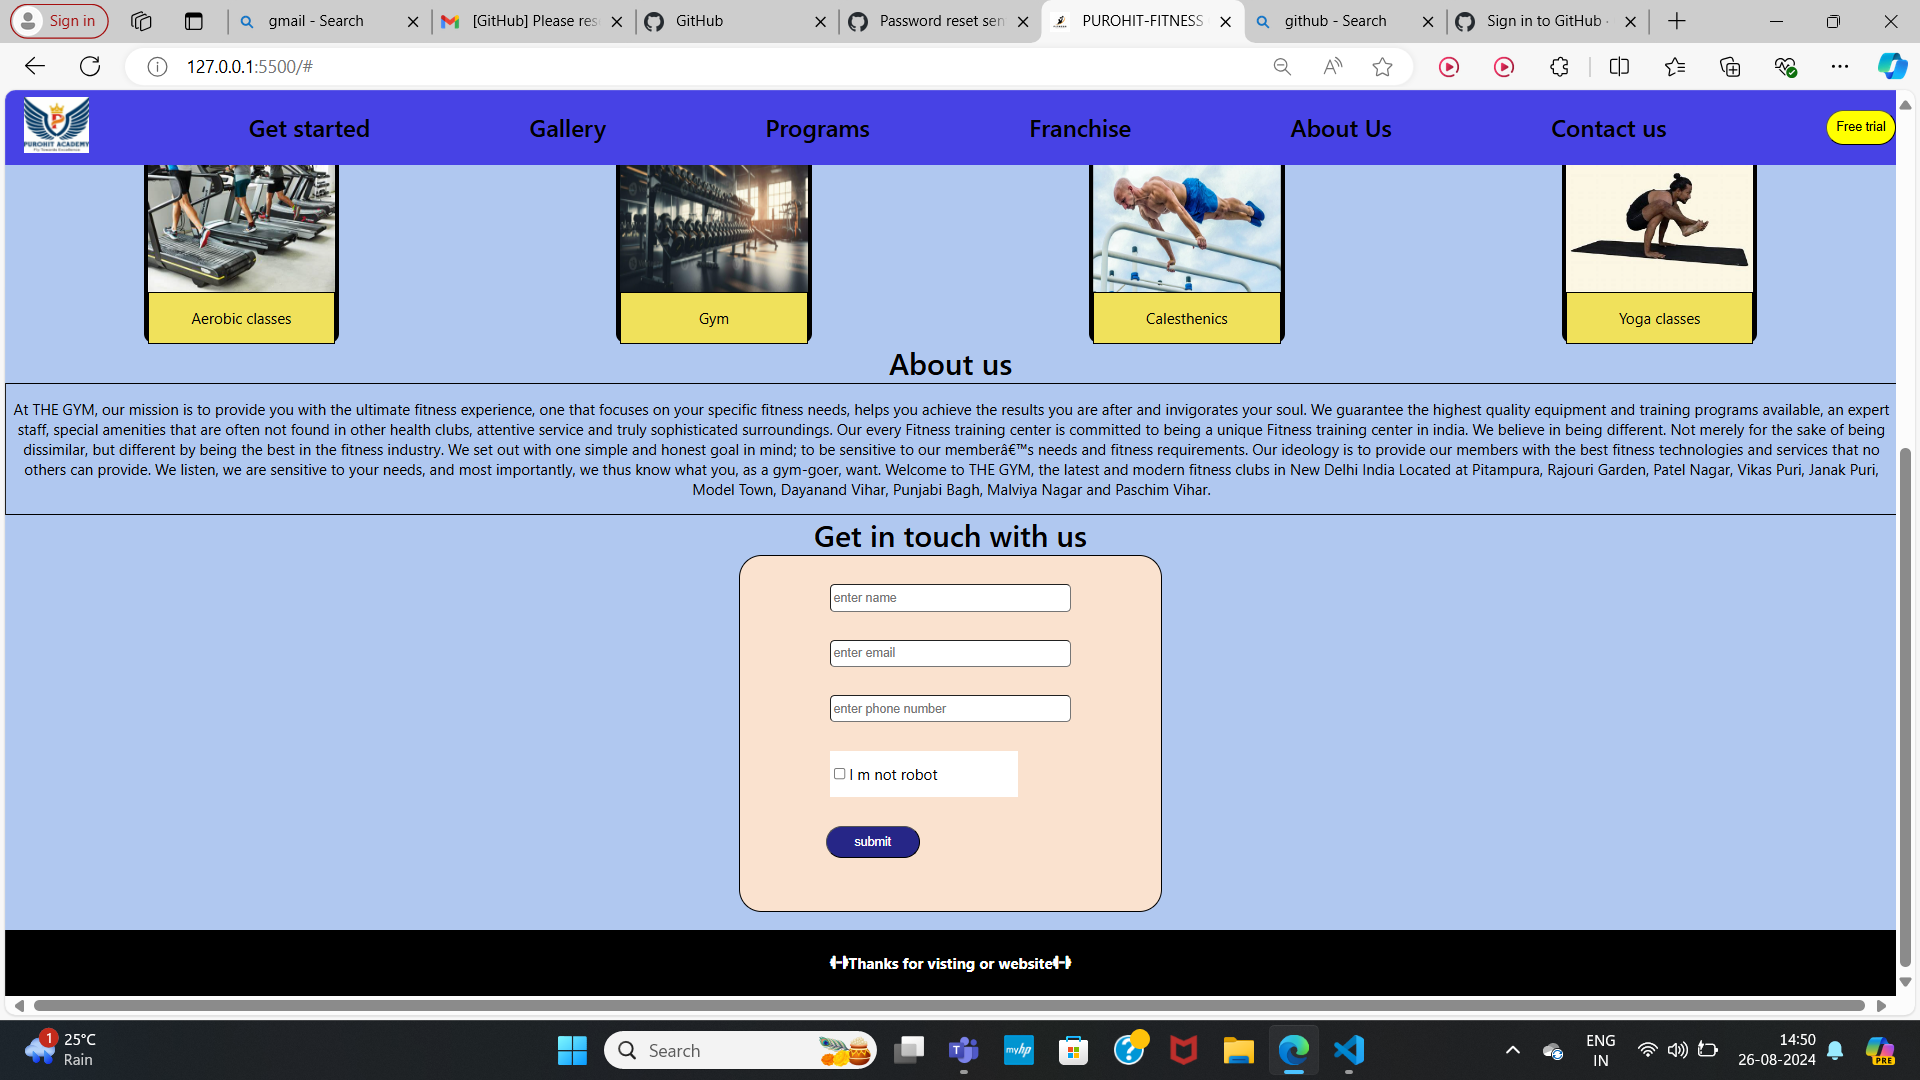 Sign in
gmail - Search
[GitHub] Please res
GitHub
Password reset sen
PUROHIT-FITNESS
github - Search
Sign in to GitHub ·
127.0.0.1:5500/#
PUROHIT ACADEMY
Get started
Gallery
Programs
Franchise
About Us
Contact us
Free trial
Aerobic classes
Gym
Calesthenics
Yoga classes
About us
At THE GYM, our mission is to provide you with the ultimate fitness experience, one that focuses on your specific fitness needs, helps you achieve the results you are after and invigorates your soul. We guarantee the highest quality equipment and training programs available, an expert
staff, special amenities that are often not found in other health clubs, attentive service and truly sophisticated surroundings. Our every Fitness training center is committed to being a unique Fitness training center in india. We believe in being different. Not merely for the sake of being
dissimilar, but different by being the best in the fitness industry. We set out with one simple and honest goal in mind; to be sensitive to our memberâ€™s needs and fitness requirements. Our ideology is to provide our members with the best fitness technologies and services that no
others can provide. We listen, we are sensitive to your needs, and most importantly, we thus know what you, as a gym-goer, want. Welcome to THE GYM, the latest and modern fitness clubs in New Delhi India Located at Pitampura, Rajouri Garden, Patel Nagar, Vikas Puri, Janak Puri,
Model Town, Dayanand Vihar, Punjabi Bagh, Malviya Nagar and Paschim Vihar.
Get in touch with us
enter name
enter email
enter phone number
I m not robot
submit
Thanks for visting or website
1
25°C
Rain
Search
myhp
ENG
IN
14:50
26-08-2024
PRE